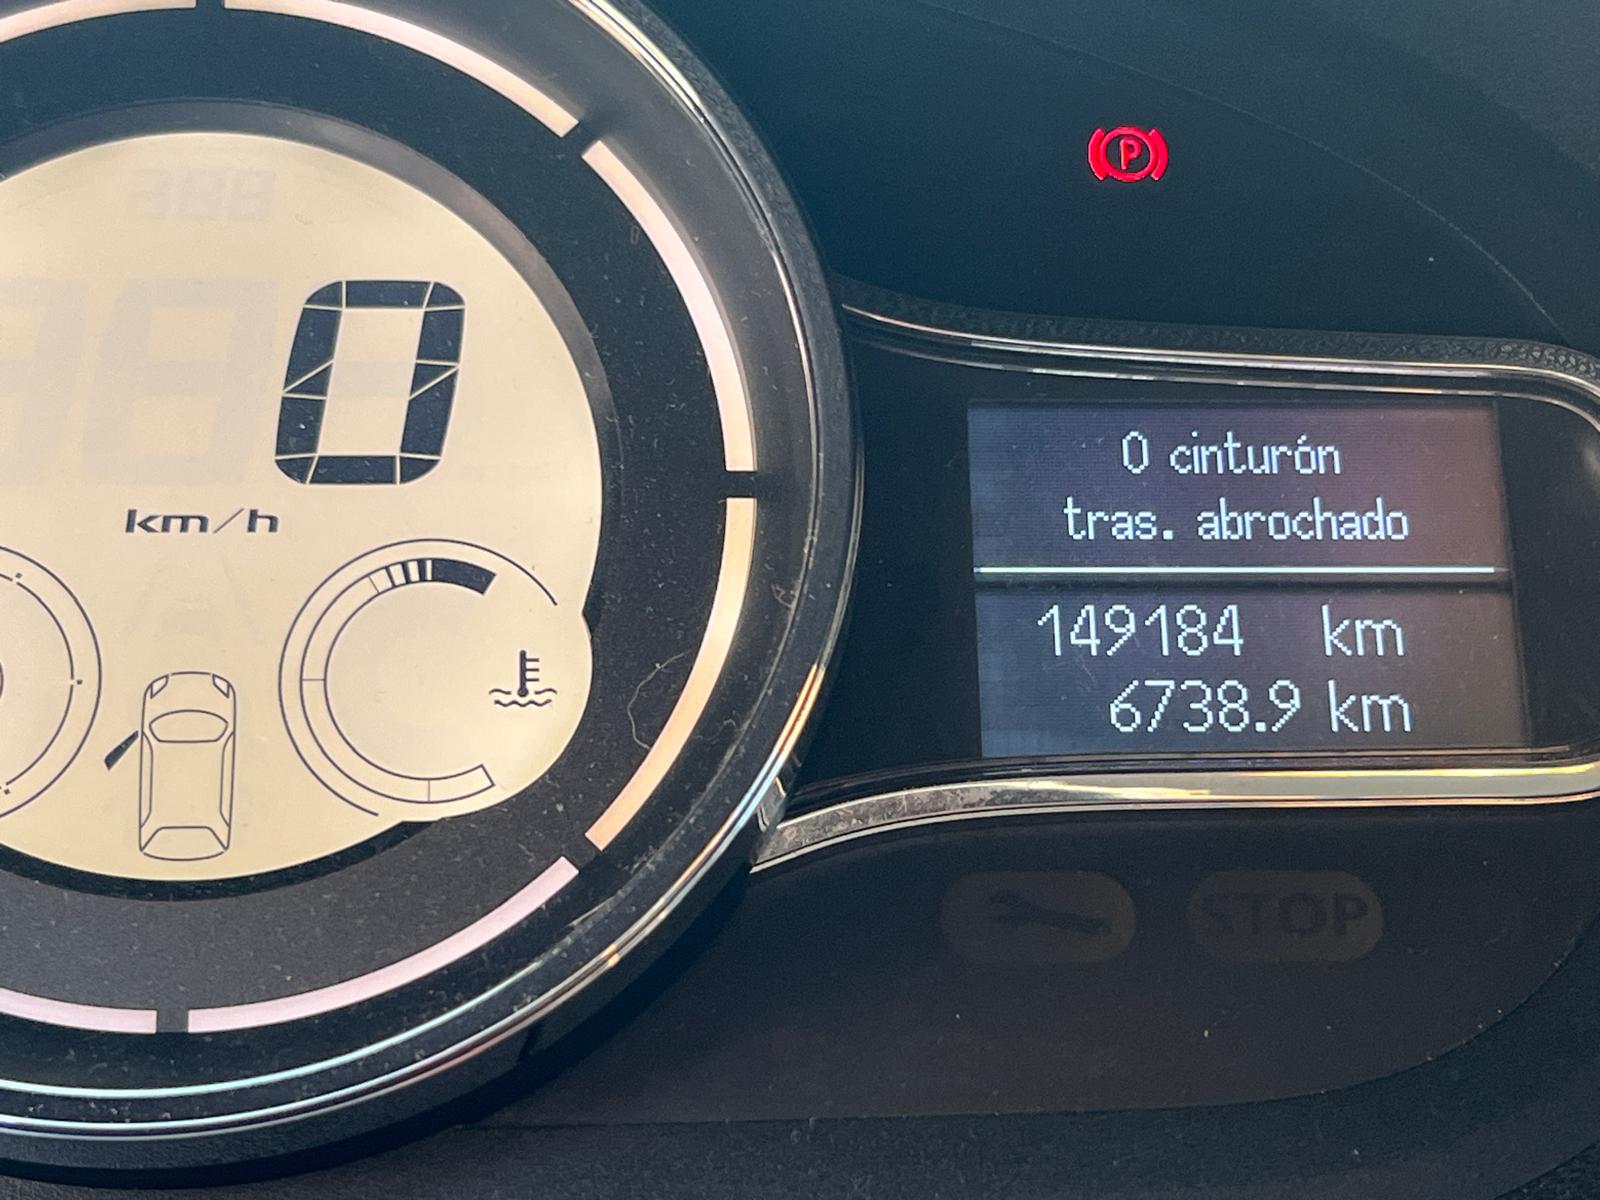 0
km/h
P
0 cinturón
tras. abrochado
149184 km
6738.9 km
STOP